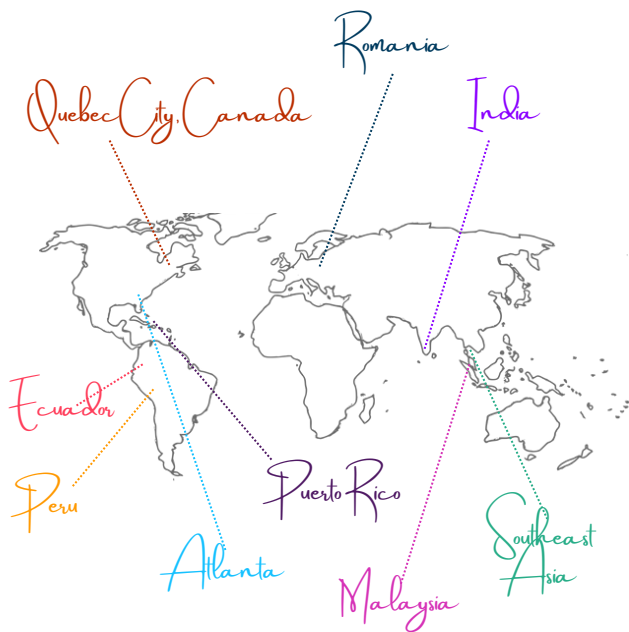 Romania
Quebec City, Canada
India
Ecuador
Peru
Puerto Rico
Atlanta
Southeast
Asia
Malaysia